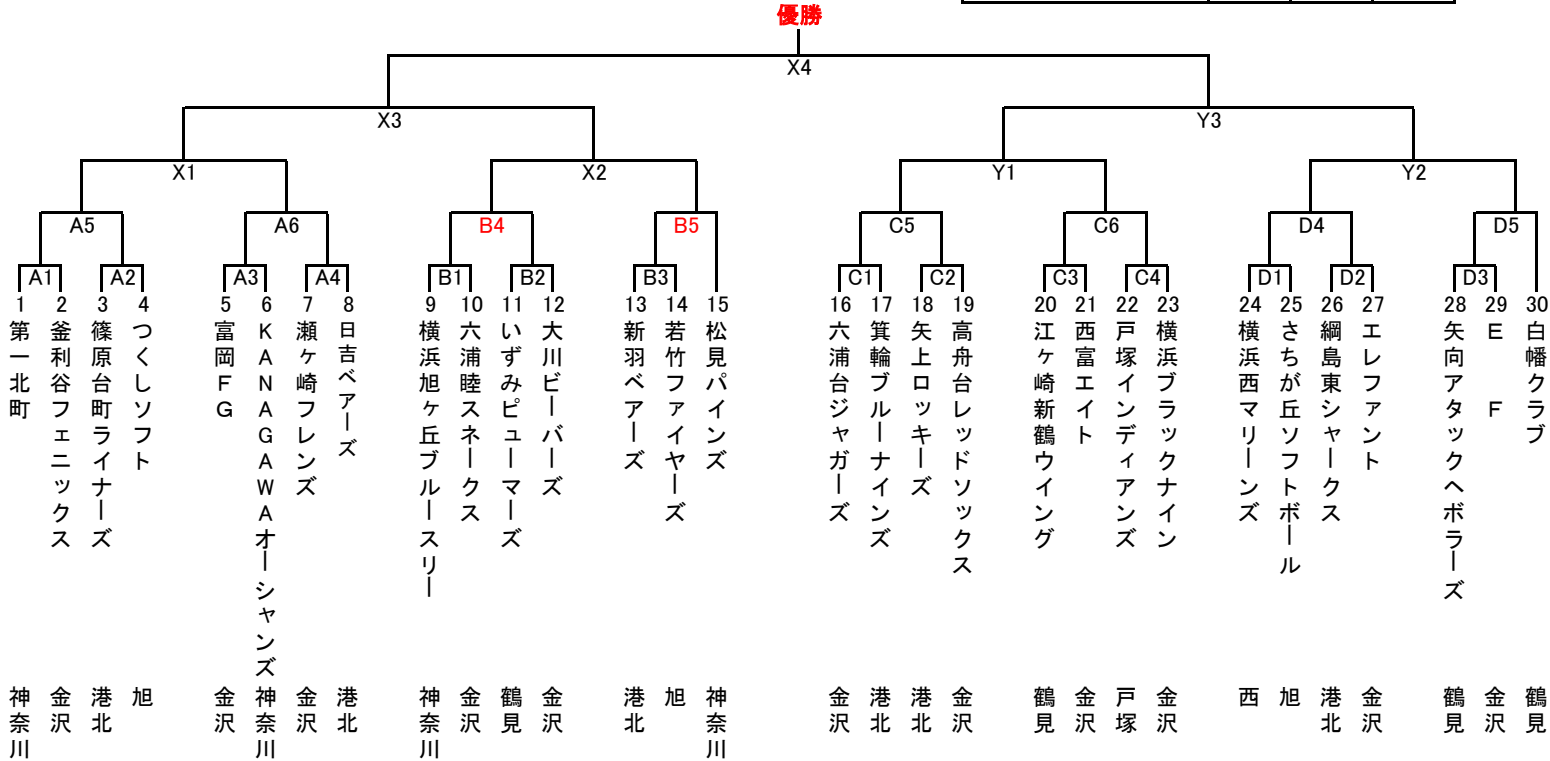 優勝
X4
X3
Y3
X1
X2
Y1
Y2
A5
A6
B4
B5
C5
C6
D4
D5
A1
A2
A3
A4
B1
B2
B3
C1
C2
C3
C4
D1
D2
D3
1
2
3
4
5
6
7
8
9
10
11
12
13
14
15
16
17
18
19
20
21
22
23
24
25
26
27
28
29
30
第一北町
釜利谷フェニックス
篠原台町ライナーズ
つくしソフト
富岡FG
KANAGAWAオーシャンズ
瀬ヶ崎フレンズ
日吉ベアーズ
横浜旭ヶ丘ブルースリー
六浦睦スネークス
いずみピューマーズ
大川ビーバーズ
新羽ベアーズ
若竹ファイヤーズ
松見パインズ
六浦台ジャガーズ
箕輪ブルーナインズ
矢上ロッキーズ
高舟台レッドソックス
江ヶ崎新鶴ウイング
西富エイト
戸塚インディアンズ
横浜ブラックナイン
横浜西マリーンズ
さちが丘ソフトボール
綱島東シャークス
エレファント
矢向アタックヘボラーズ
E F
白幡クラブ
神奈川
金沢
港北
旭
金沢
神奈川
金沢
港北
神奈川
金沢
鶴見
金沢
港北
旭
神奈川
金沢
港北
港北
金沢
鶴見
金沢
戸塚
金沢
西
旭
港北
金沢
鶴見
金沢
鶴見